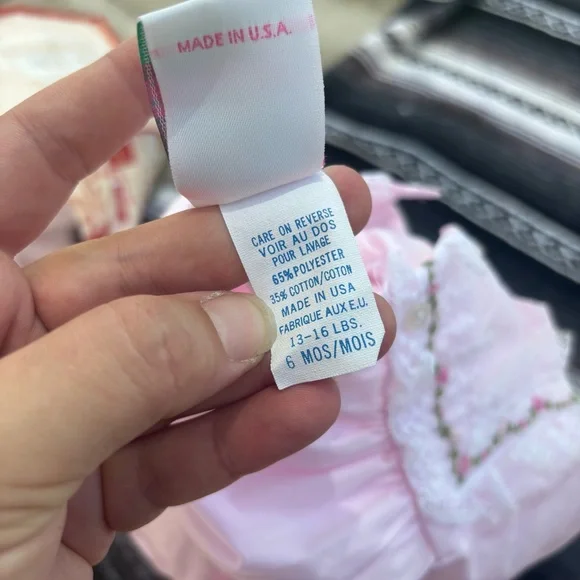 MADE IN U.S.A.
CARE ON REVERSE
VOIR AU DOS
POUR LAVAGE
65% POLYESTER
35% COTTON/COTON
MADE IN USA
FABRIQUE AUX E.U.
13-16 LBS.
6 MOS/MOIS